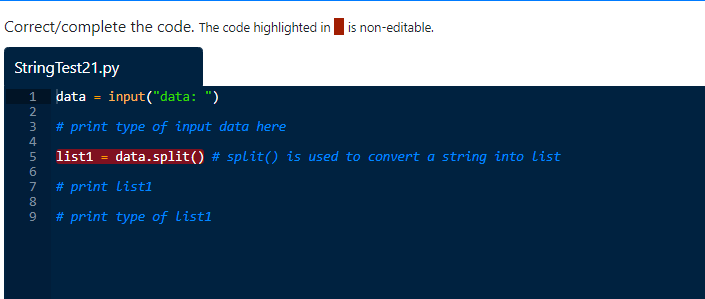 Correct/complete the code. The code highlighted in is non-editable.
StringTest21.py
1 data = input("data: ")
2
3 # print type of input data here
4
5 list1 = data.split() # split() is used to convert a string into list
6
7 # print list1
8
9 # print type of list1